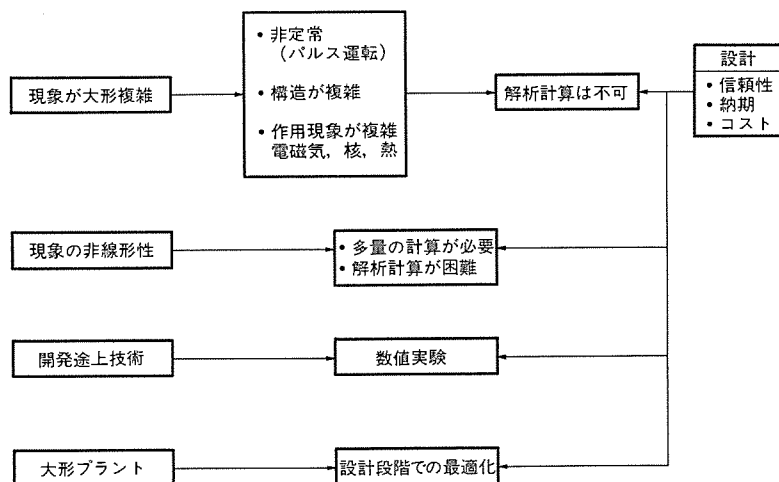 現象が大形複雑
• 非定常
（パルス運転）
• 構造が複雑
• 作用現象が複雑
電磁気，核，熱
解析計算は不可
設計
• 信頼性
• 納期
• コスト
現象の非線形性
• 多量の計算が必要
• 解析計算が困難
開発途上技術
数値実験
大形プラント
設計段階での最適化